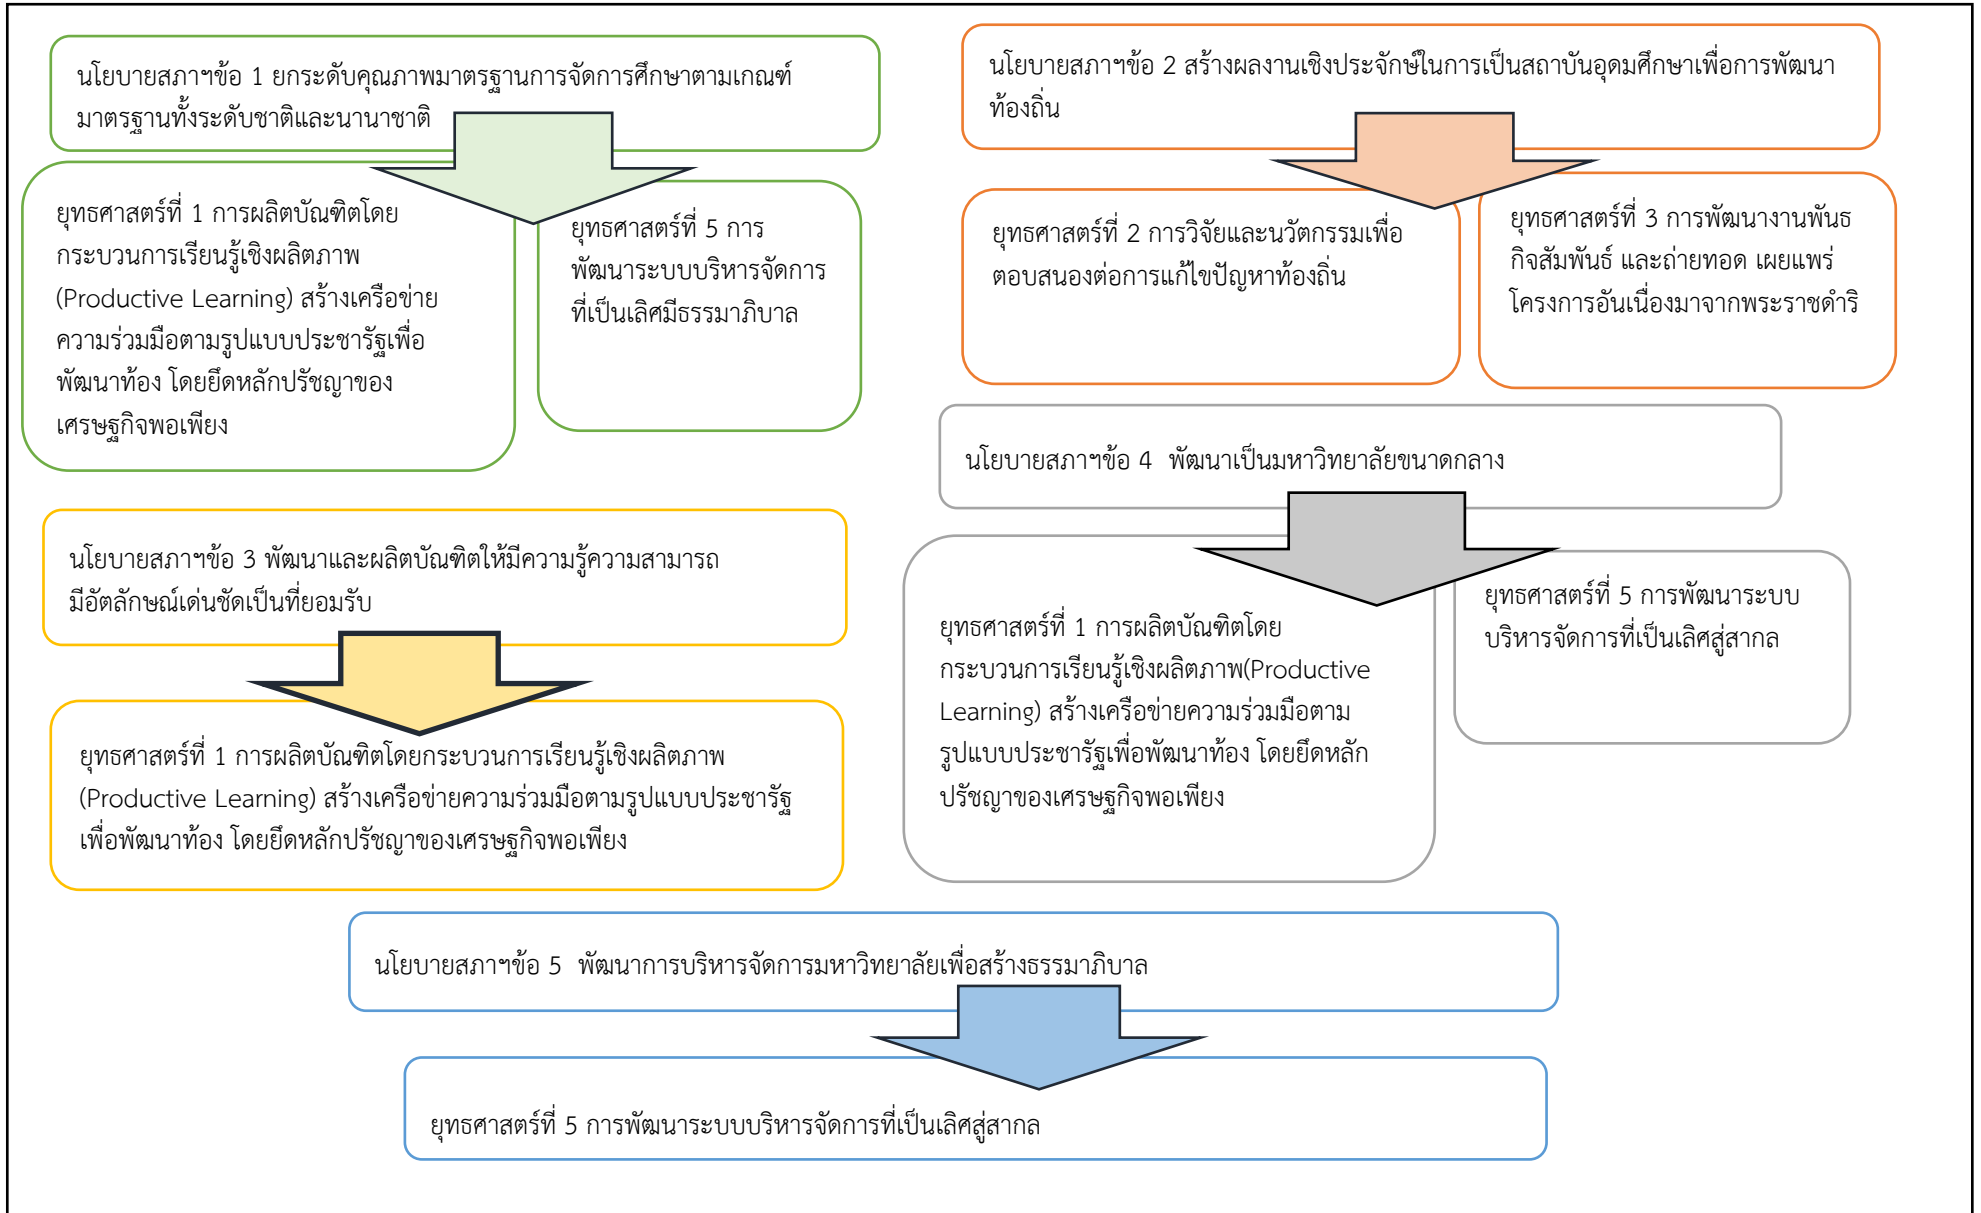 นโยบายสภาฯข้อ 1 ยกระดับคุณภาพมาตรฐานการจัดการศึกษาตามเกณฑ์
มาตรฐานทั้งระดับชาติและนานาชาติ
ยุทธศาสตร์ที่ 1 การผลิตบัณฑิตโดย
กระบวนการเรียนรู้เชิงผลิตภาพ
(Productive Learning) สร้างเครือข่าย
ความร่วมมือตามรูปแบบประชารัฐเพื่อ
พัฒนาท้อง โดยยึดหลักปรัชญาของ
เศรษฐกิจพอเพียง
ยุทธศาสตร์ที่ 5 การ
พัฒนาระบบบริหารจัดการ
ที่เป็นเลิศมีธรรมาภิบาล
นโยบายสภาฯข้อ 2 สร้างผลงานเชิงประจักษ์ในการเป็นสถาบันอุดมศึกษาเพื่อการพัฒนา
ท้องถิ่น
ยุทธศาสตร์ที่ 2 การวิจัยและนวัตกรรมเพื่อ
ตอบสนองต่อการแก้ไขปัญหาท้องถิ่น
ยุทธศาสตร์ที่ 3 การพัฒนางานพันธ
กิจสัมพันธ์ และถ่ายทอด เผยแพร่
โครงการอันเนื่องมาจากพระราชดำริ
นโยบายสภาฯข้อ 3 พัฒนาและผลิตบัณฑิตให้มีความรู้ความสามารถ
มีอัตลักษณ์เด่นชัดเป็นที่ยอมรับ
ยุทธศาสตร์ที่ 1 การผลิตบัณฑิตโดยกระบวนการเรียนรู้เชิงผลิตภาพ
(Productive Learning) สร้างเครือข่ายความร่วมมือตามรูปแบบประชารัฐ
เพื่อพัฒนาท้อง โดยยึดหลักปรัชญาของเศรษฐกิจพอเพียง
นโยบายสภาฯข้อ 4  พัฒนาเป็นมหาวิทยาลัยขนาดกลาง
ยุทธศาสตร์ที่ 1 การผลิตบัณฑิตโดย
กระบวนการเรียนรู้เชิงผลิตภาพ(Productive
Learning) สร้างเครือข่ายความร่วมมือตาม
รูปแบบประชารัฐเพื่อพัฒนาท้อง โดยยึดหลัก
ปรัชญาของเศรษฐกิจพอเพียง
ยุทธศาสตร์ที่ 5 การพัฒนาระบบ
บริหารจัดการที่เป็นเลิศสู่สากล
นโยบายสภาฯข้อ 5  พัฒนาการบริหารจัดการมหาวิทยาลัยเพื่อสร้างธรรมาภิบาล
ยุทธศาสตร์ที่ 5 การพัฒนาระบบบริหารจัดการที่เป็นเลิศสู่สากล